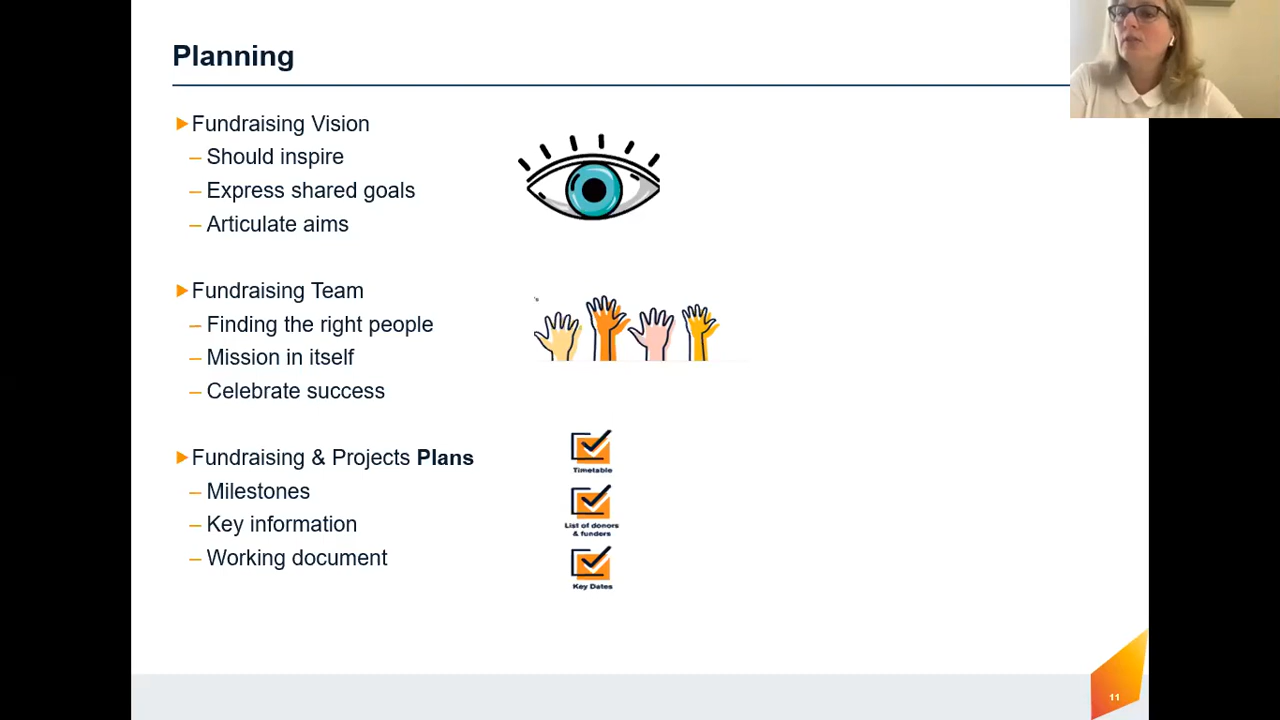 Planning
Fundraising Vision
– Should inspire
– Express shared goals
– Articulate aims
Fundraising Team
– Finding the right people
– Mission in itself
– Celebrate success
Fundraising & Projects Plans
– Milestones
– Key information
– Working document
Timetable
List of donors
& funders
Key Dates
11